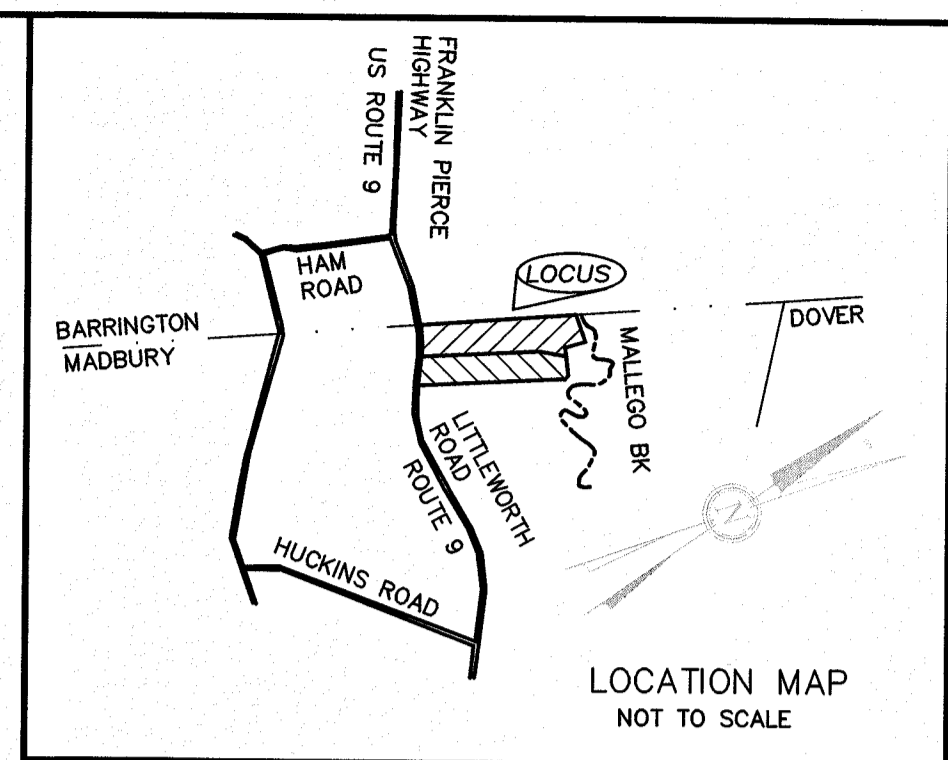 FRANKLIN PIERCE
HIGHWAY
US ROUTE 9
HAM
ROAD
LOCUS
BARRINGTON
MADBURY
DOVER
MALLEGO BK
LITTLEWORTH
ROAD
ROUTE 9
N
HUCKINS ROAD
LOCATION MAP
NOT TO SCALE